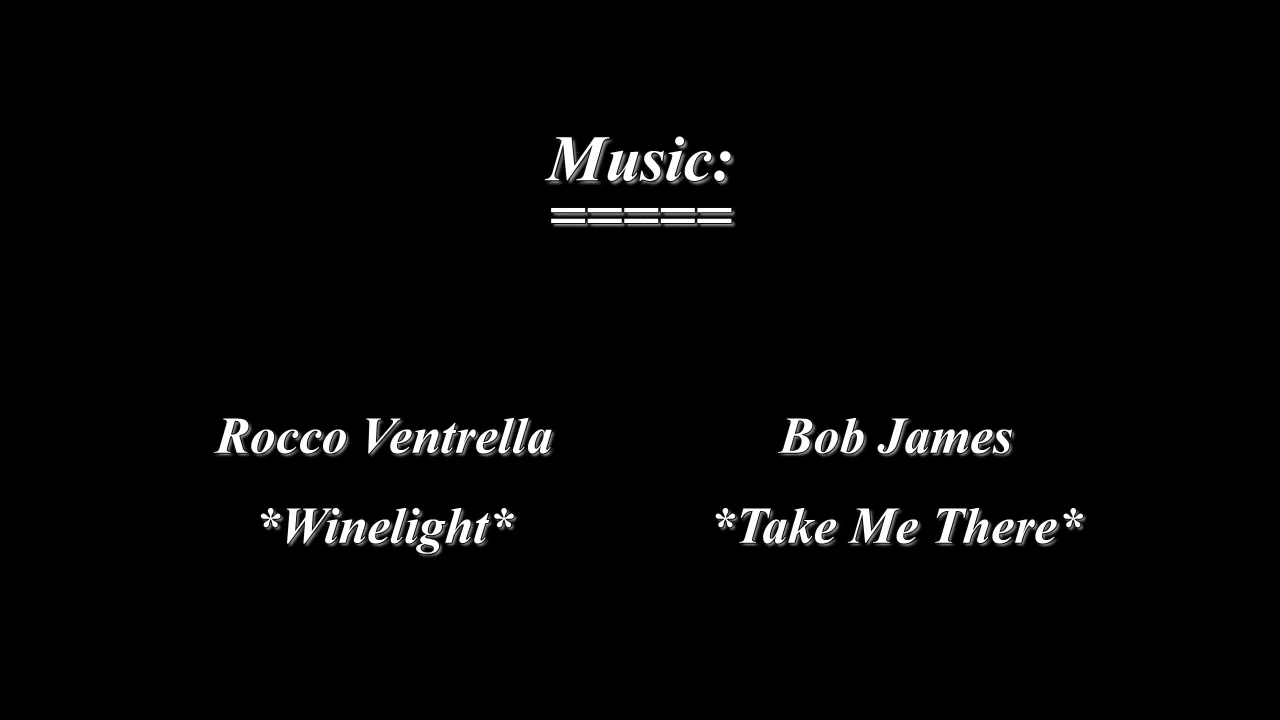 Music:
=====
Rocco Ventrella
*Winelight*
Bob James
*Take Me There*